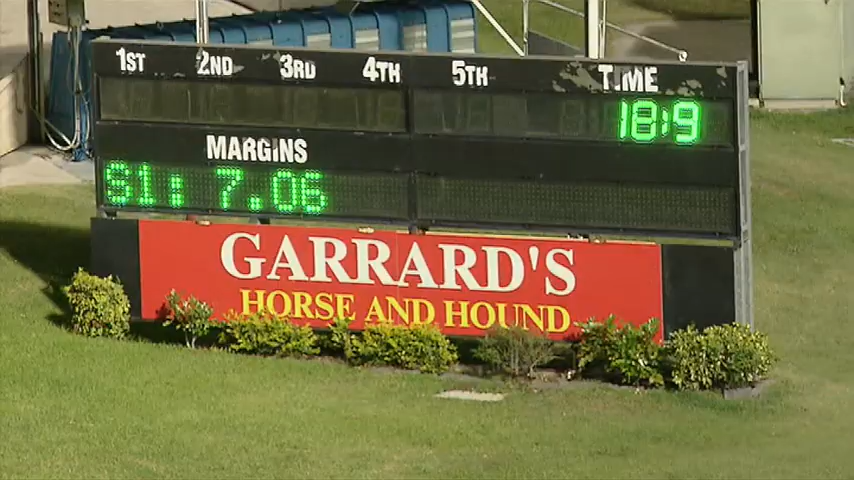 1ST 2ND 3RD 4TH 5TH TIME
18:9
MARGINS
S1: 7.06
GARRARD'S
HORSE AND HOUND